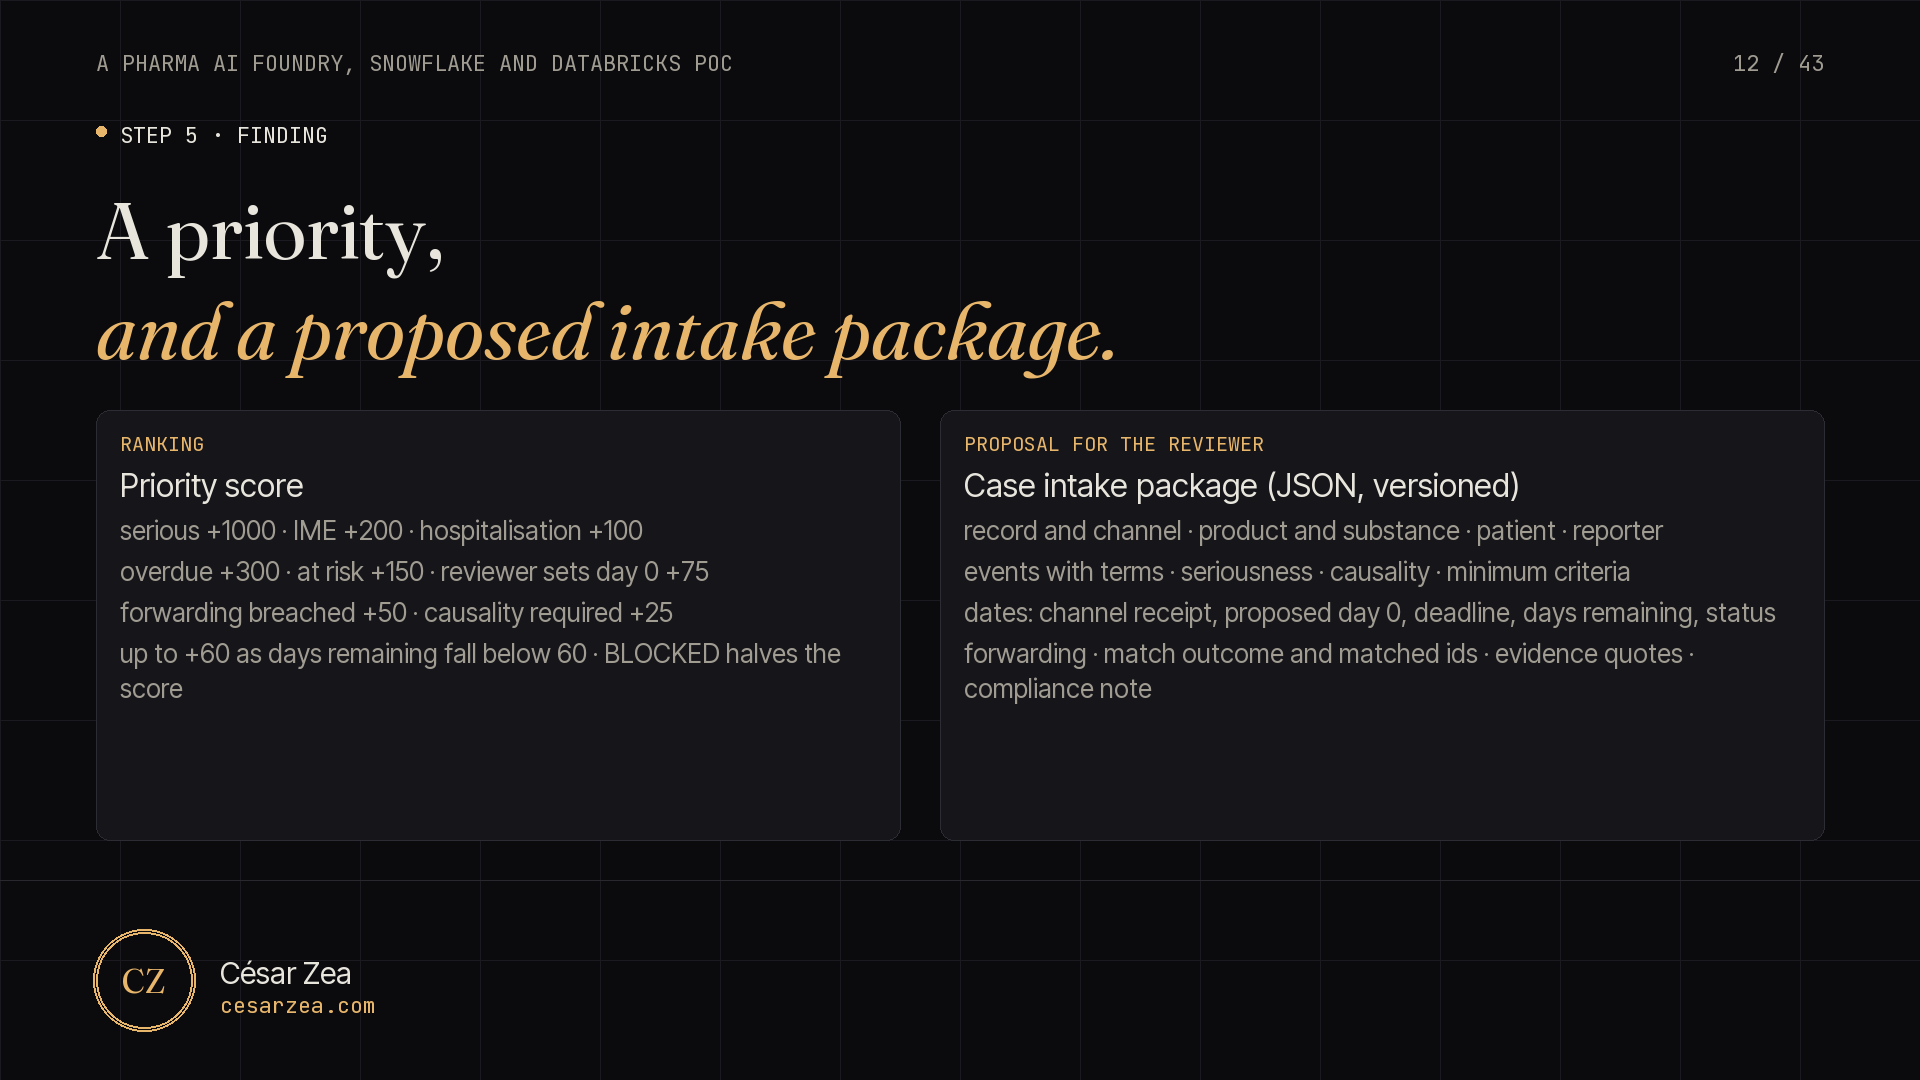 A PHARMA AI FOUNDRY, SNOWFLAKE AND DATABRICKS POC
12 / 43
STEP 5 · FINDING
A priority,
and a proposed intake package.
RANKING
Priority score
serious +1000 · IME +200 · hospitalisation +100
overdue +300 · at risk +150 · reviewer sets day 0 +75
forwarding breached +50 · causality required +25
up to +60 as days remaining fall below 60 · BLOCKED halves the
score
PROPOSAL FOR THE REVIEWER
Case intake package (JSON, versioned)
record and channel · product and substance · patient · reporter
events with terms · seriousness · causality · minimum criteria
dates: channel receipt, proposed day 0, deadline, days remaining, status
forwarding · match outcome and matched ids · evidence quotes ·
compliance note
CZ
César Zea
cesarzea.com